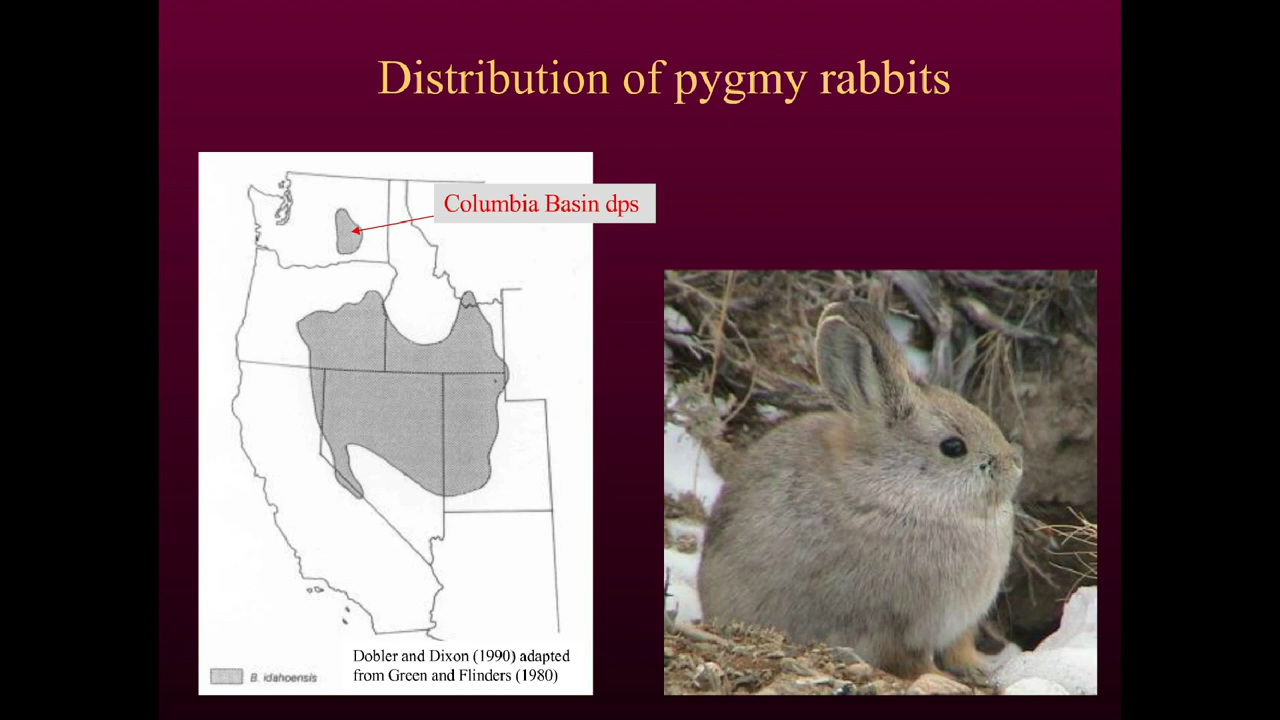 Distribution of pygmy rabbits
Columbia Basin dps
Dobler and Dixon (1990) adapted
from Green and Flinders (1980)
B. idahoensis